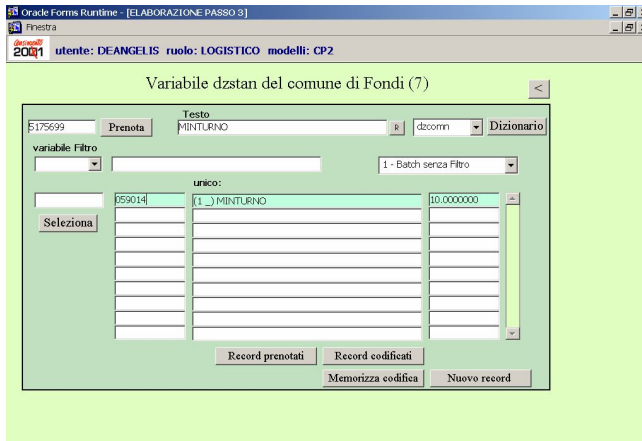 Oracle Forms Runtime - [ELABORAZIONE PASSO 3]
Finestra
Censimenti 2001 utente: DEANGELIS ruolo: LOGISTICO modelli: CP2
Variabile dzstan del comune di Fondi (7)
<
Testo
5175699 Prenota MINTURNO R dzcomn Dizionario
variabile Filtro
1 - Batch senza Filtro
unico:
059014 (1 _) MINTURNO 10.0000000
Seleziona
Record prenotati Record codificati
Memorizza codifica Nuovo record